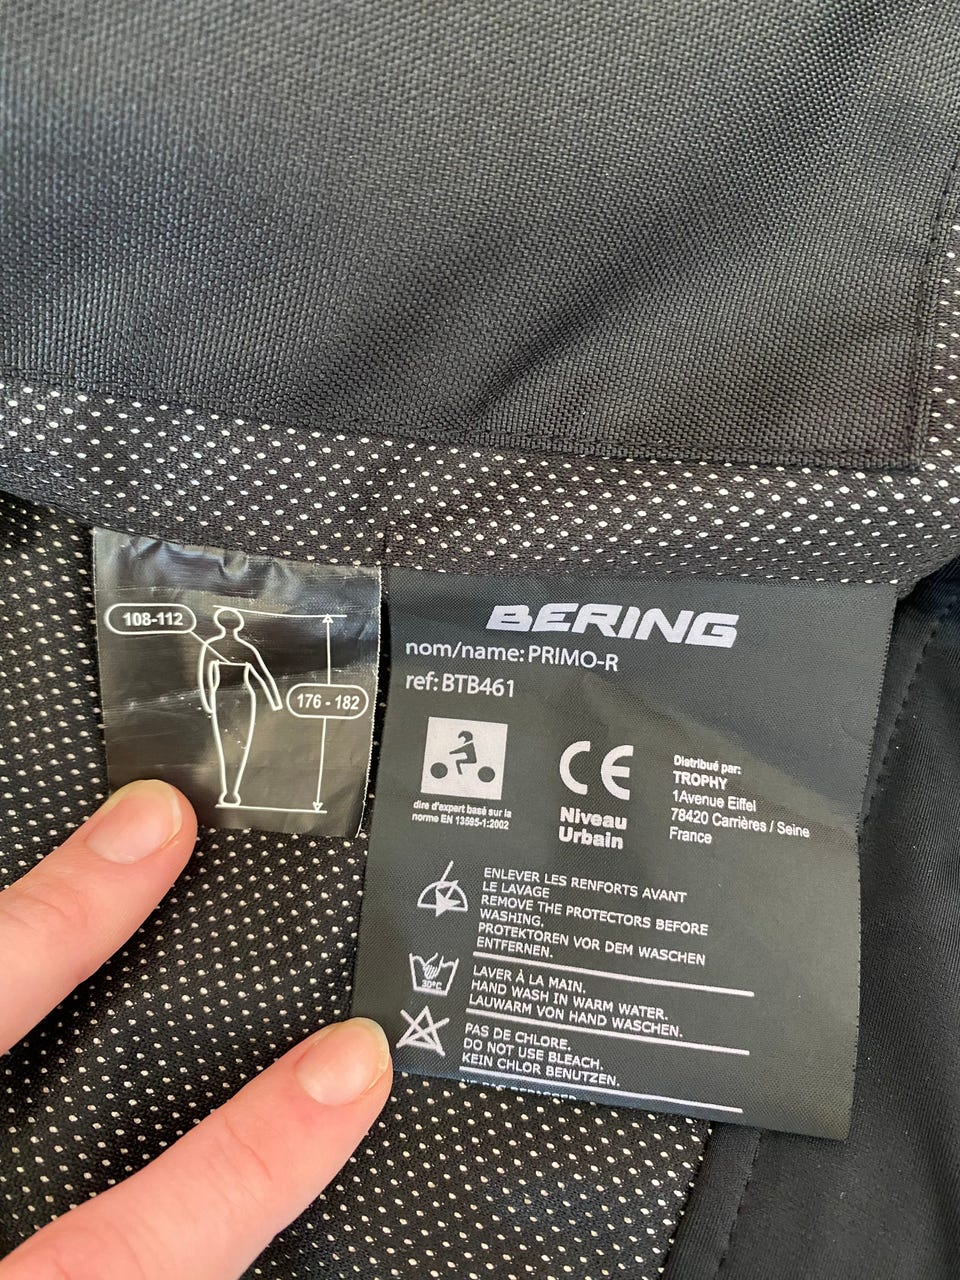 108-112
176 - 182
BERING
nom/name: PRIMO-R
ref: BTB461
dire d'expert basé sur la
norme EN 13595-1:2002
CE
Niveau
Urbain
Distribué par:
TROPHY
1Avenue Eiffel
78420 Carrières / Seine
France
ENLEVER LES RENFORTS AVANT
LE LAVAGE
REMOVE THE PROTECTORS BEFORE
WASHING.
PROTEKTOREN VOR DEM WASCHEN
ENTFERNEN.
30°C
LAVER À LA MAIN.
HAND WASH IN WARM WATER.
LAUWARM VON HAND WASCHEN.
PAS DE CHLORE.
DO NOT USE BLEACH.
KEIN CHLOR BENUTZEN.